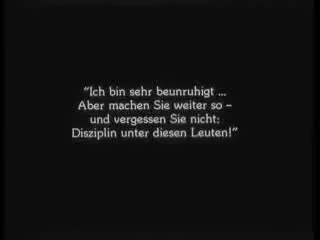 "Ich bin sehr beunruhigt ...
Aber machen Sie weiter so –
und vergessen Sie nicht:
Disziplin unter diesen Leuten!"